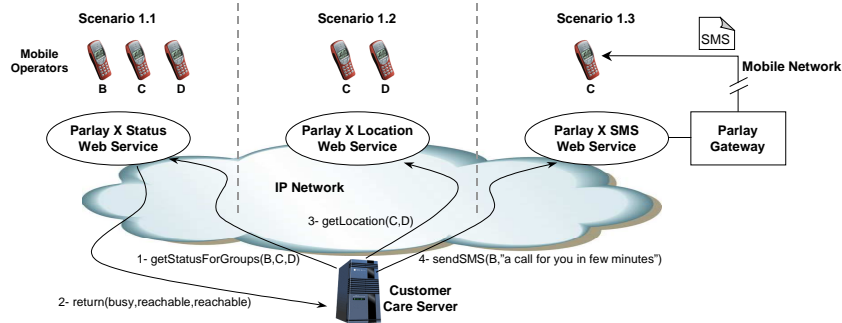 Scenario 1.1
Scenario 1.2
Scenario 1.3
SMS
Mobile
Operators
Mobile Network
B
C
D
C
D
C
Parlay X Status
Web Service
Parlay X Location
Web Service
Parlay X SMS
Web Service
Parlay
Gateway
IP Network
3- getLocation(C,D)
1- getStatusForGroups(B,C,D)
4- sendSMS(B,"a call for you in few minutes")
2- return(busy,reachable,reachable)
Customer
Care Server